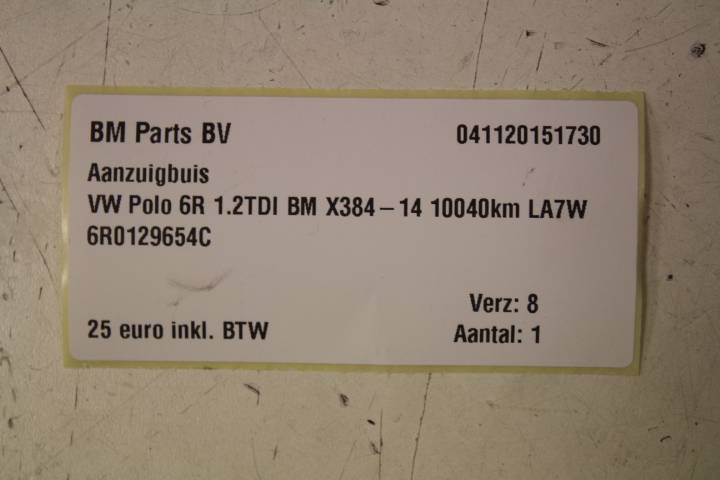 BM Parts BV 041120151730
Aanzuigbuis
VW Polo 6R 1.2TDI BM X384 – 14 10040km LA7W
6R0129654C
Verz: 8
25 euro inkl. BTW Aantal: 1